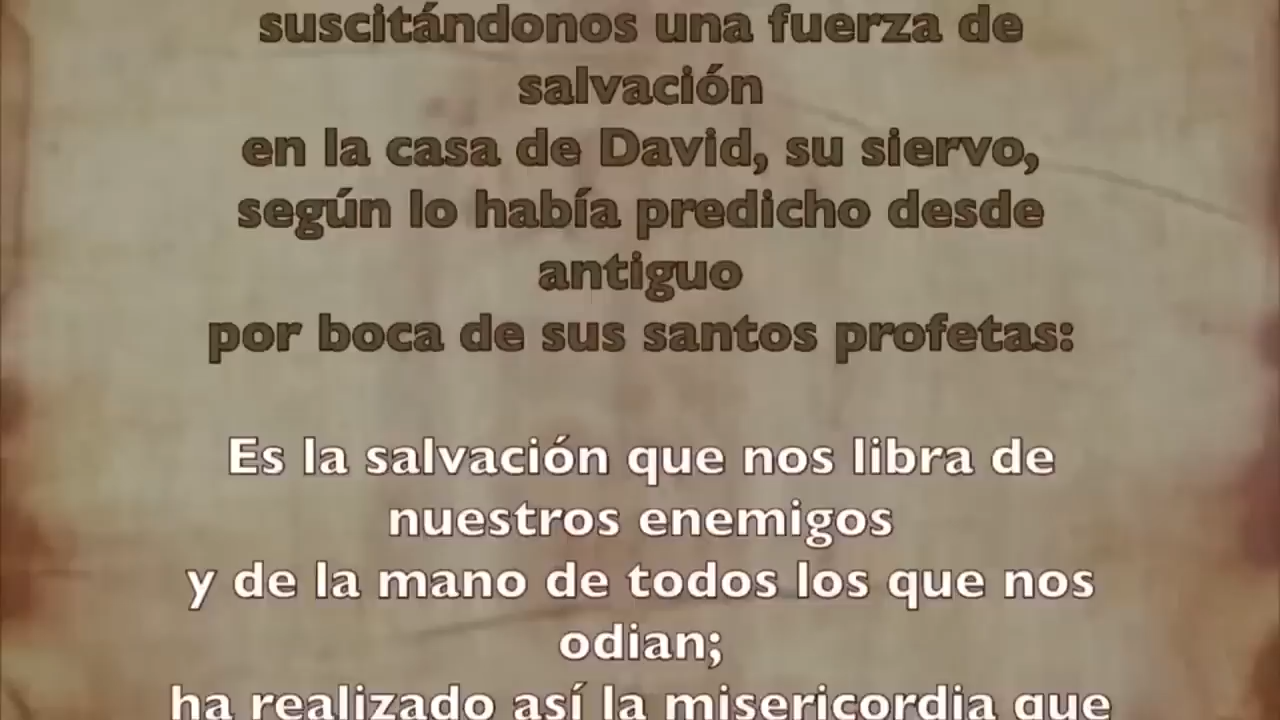 suscitándonos una fuerza de
salvación
en la casa de David, su siervo,
según lo había predicho desde
antiguo
por boca de sus santos profetas:
Es la salvación que nos libra de
nuestros enemigos
y de la mano de todos los que nos
odian;
ha realizado así la misericordia que